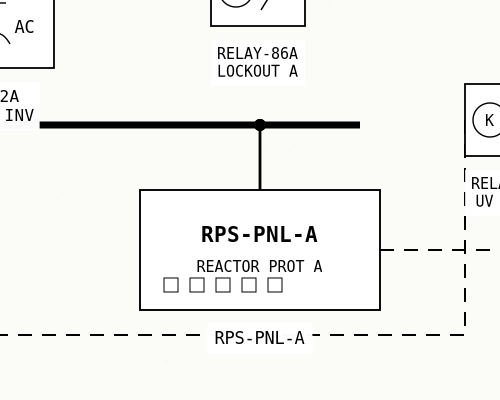 AC
RELAY-86A
LOCKOUT A
2A
INV
K
RELA
UV
RPS-PNL-A
REACTOR PROT A
RPS-PNL-A